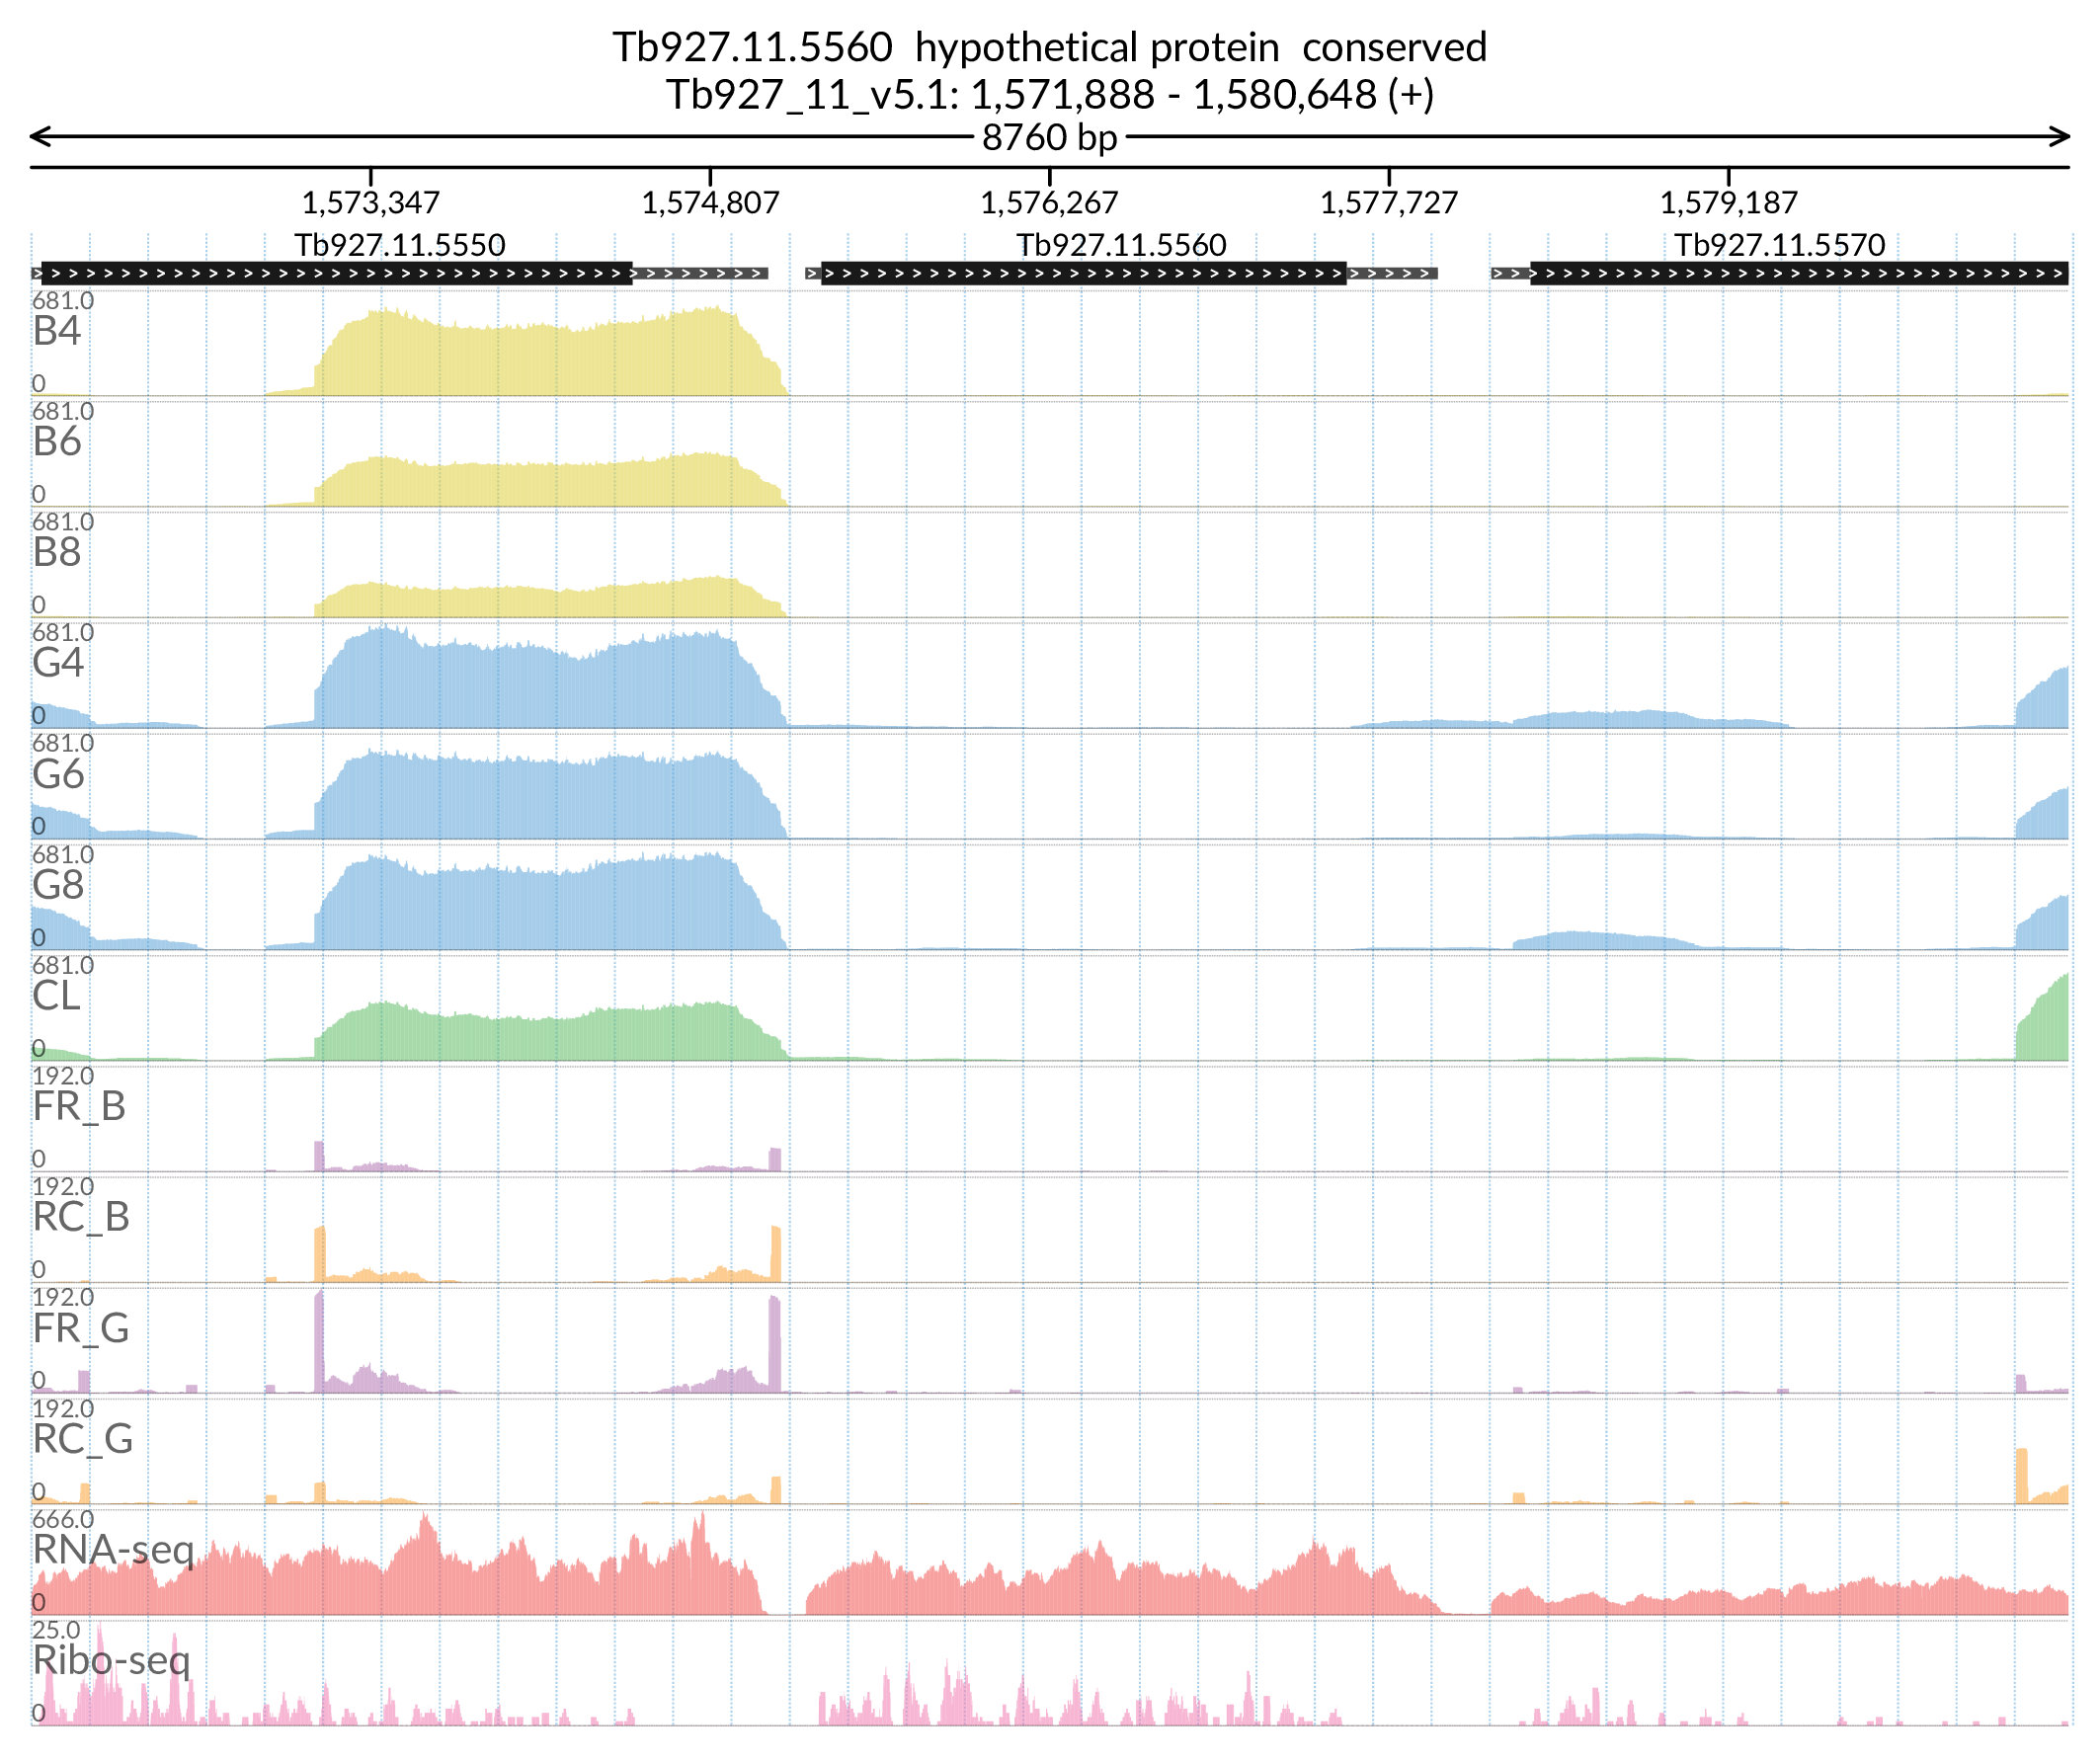 Tb927.11.5560 hypothetical protein conserved
Tb927_11_v5.1: 1,571,888 - 1,580,648 (+)
8760 bp
1,573,347 1,574,807 1,576,267 1,577,727 1,579,187
Tb927.11.5550 Tb927.11.5560 Tb927.11.5570
681.0
B4
0
681.0
B6
0
681.0
B8
0
681.0
G4
0
681.0
G6
0
681.0
G8
0
681.0
CL
0
192.0
FR_B
0
192.0
RC_B
0
192.0
FR_G
0
192.0
RC_G
0
666.0
RNA-seq
0
25.0
Ribo-seq
0